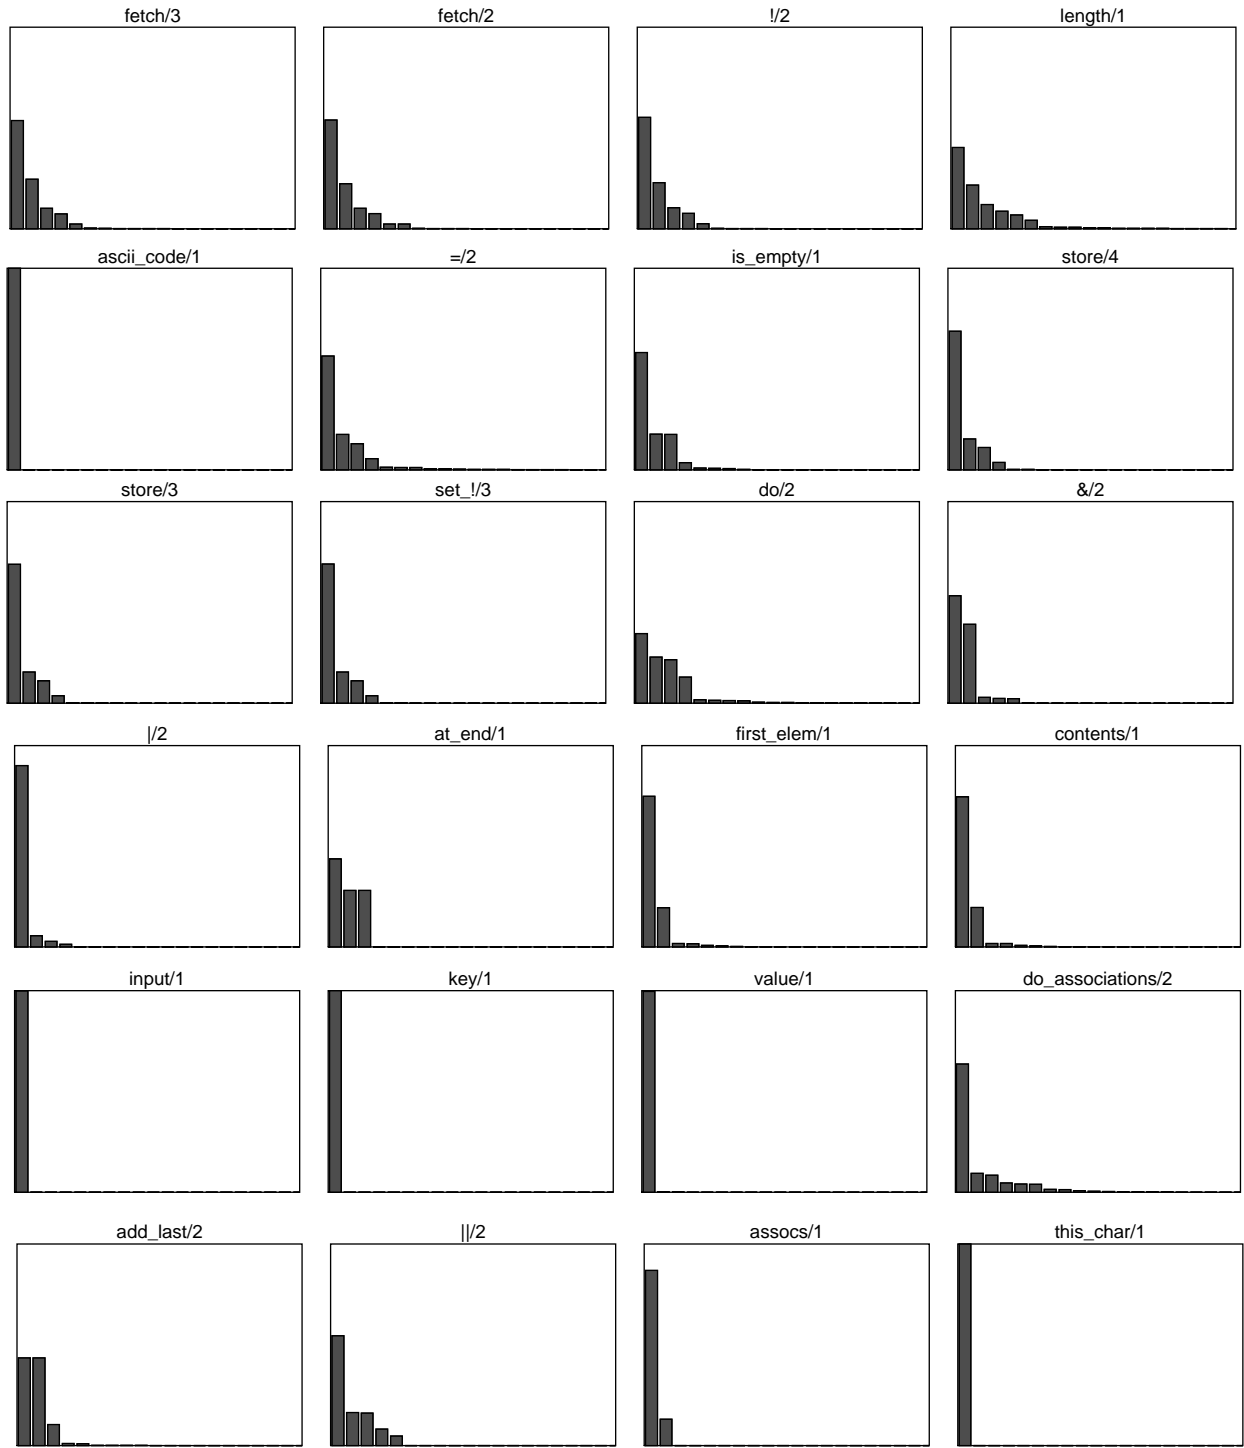 fetch/3
fetch/2
!/2
length/1
ascii_code/1
=/2
is_empty/1
store/4
store/3
set_!/3
do/2
&/2
|/2
at_end/1
first_elem/1
contents/1
input/1
key/1
value/1
do_associations/2
add_last/2
||/2
assocs/1
this_char/1